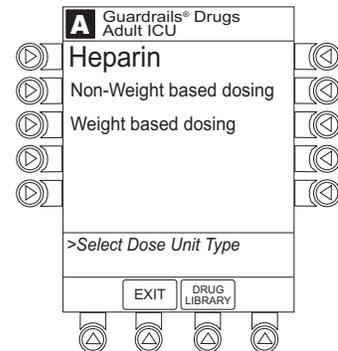 A
Guardrails® Drugs
Adult ICU
Heparin
Non-Weight based dosing
Weight based dosing
>Select Dose Unit Type
EXIT
DRUG
LIBRARY